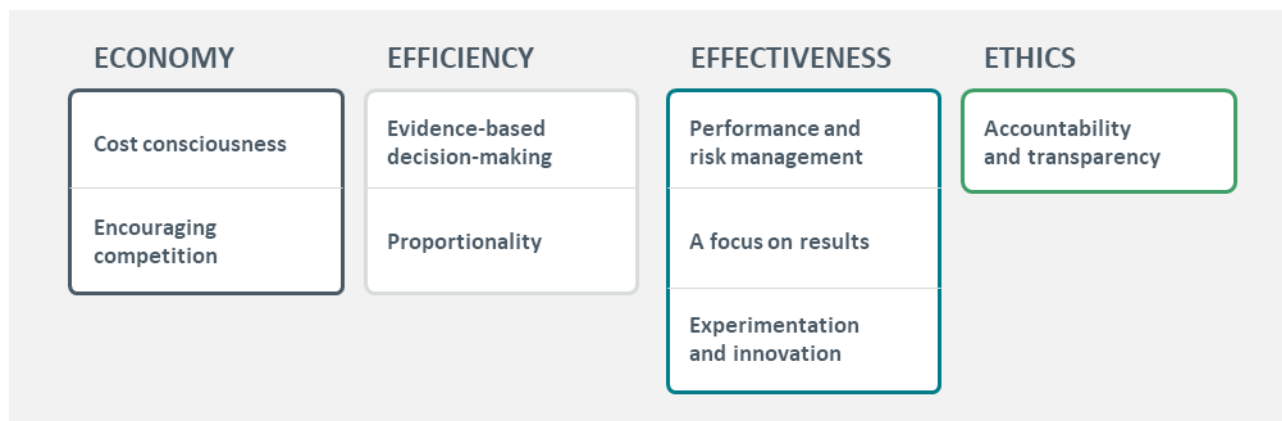 ECONOMY
Cost consciousness
Encouraging
competition
EFFICIENCY
Evidence-based
decision-making
Proportionality
EFFECTIVENESS
Performance and
risk management
A focus on results
Experimentation
and innovation
ETHICS
Accountability
and transparency